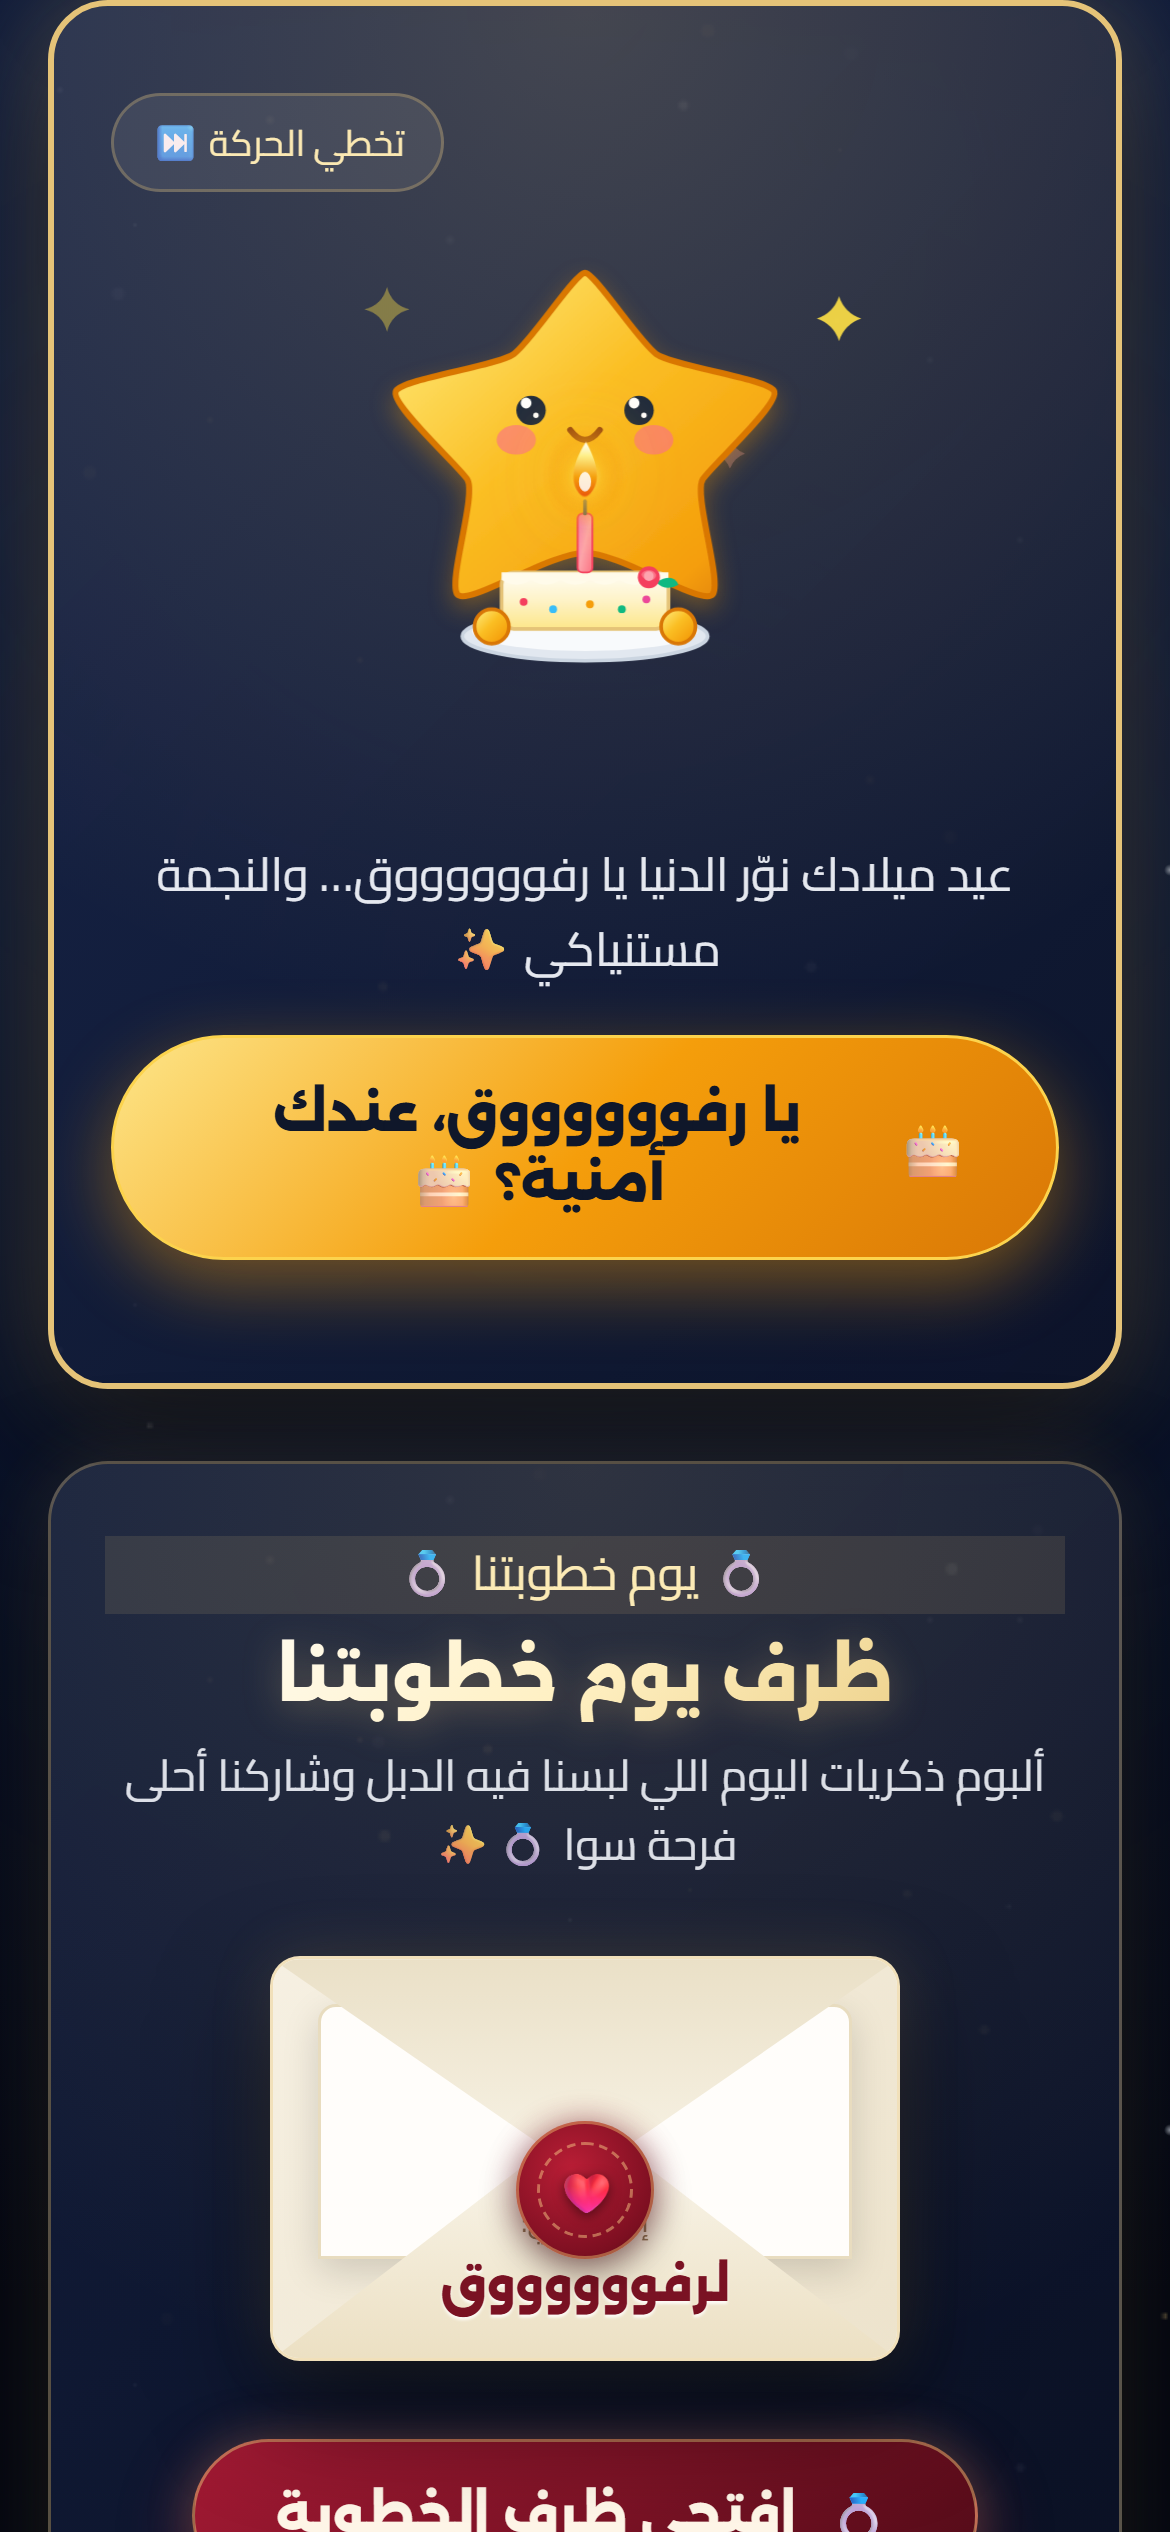 تخطي الحركة ⏭️
عيد ميلادك نوّر الدنيا يا رفووووووق... والنجمة
مستنياكي ✨
🎂 يا رفووووووق، عندك
أمنية؟ 🎂
💍 يوم خطوبتنا 💍
ظرف يوم خطوبتنا
ألبوم ذكريات اليوم اللي لبسنا فيه الدبل وشاركنا أحلى
فرحة سوا 💍 ✨
لرفوووووووق
💍 افتحي ظرف الخطوبة